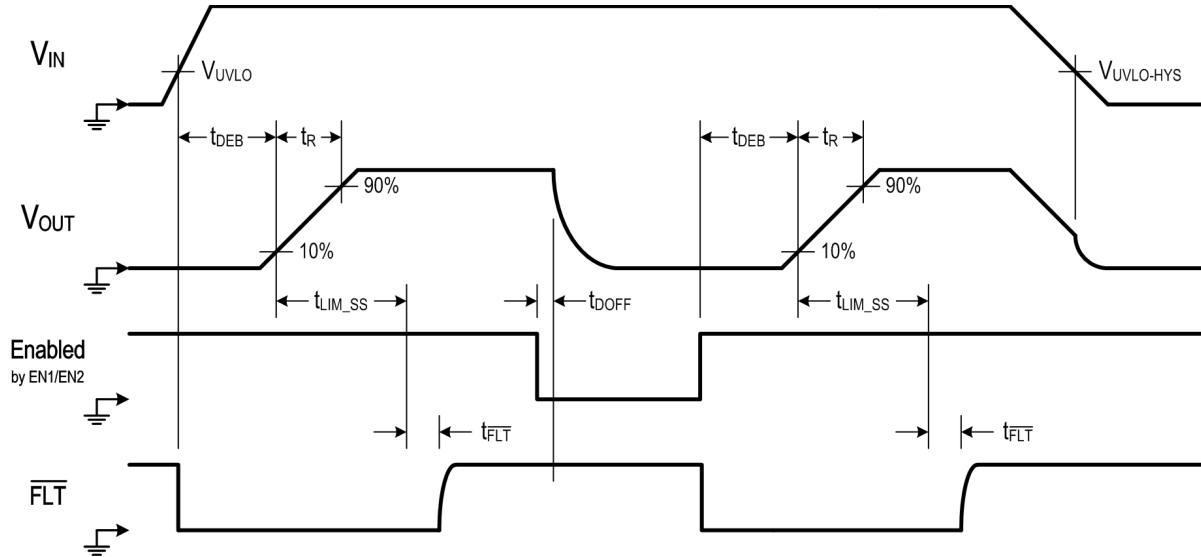 VIN
VUVLO
VUVLO-HYS
tDEB
tR
tDEB
tR
90%
90%
VOUT
10%
10%
tLIM_SS
tDOFF
tLIM_SS
Enabled
by EN1/EN2
tFLT
tFLT
FLT